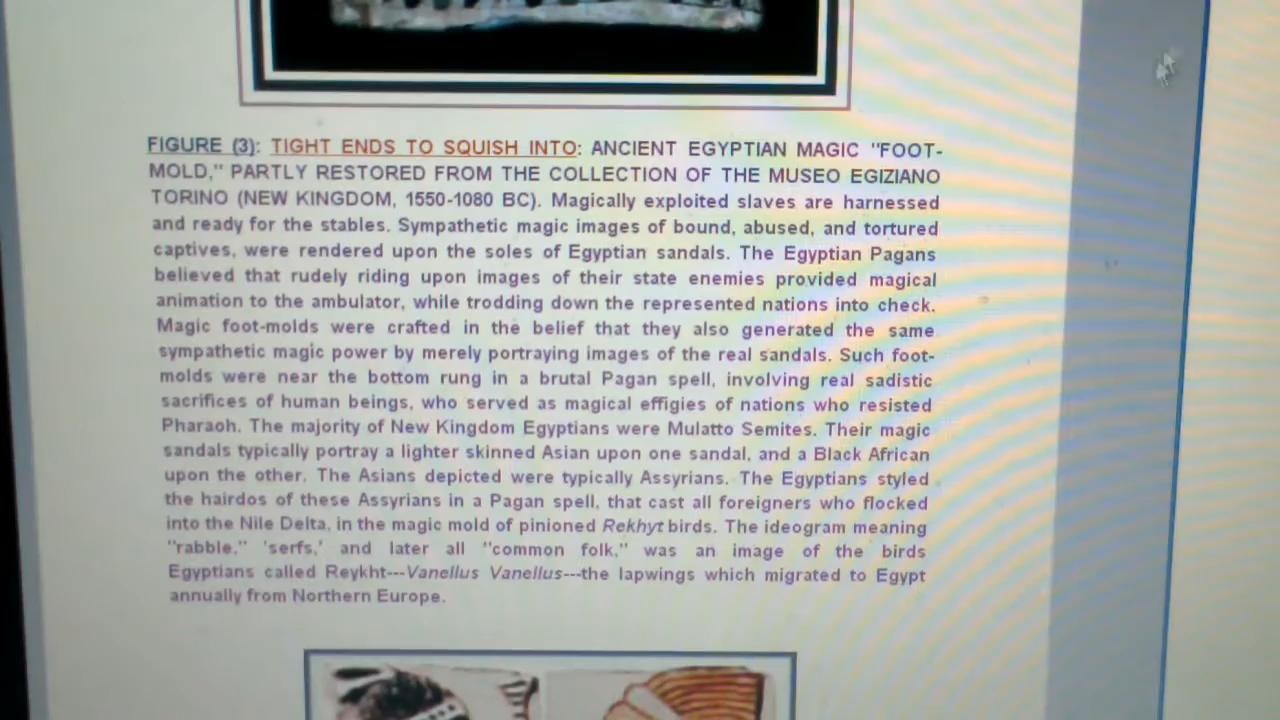 FIGURE (3): TIGHT ENDS TO SQUISH INTO: ANCIENT EGYPTIAN MAGIC "FOOT-
MOLD," PARTLY RESTORED FROM THE COLLECTION OF THE MUSEO EGIZIANO
TORINO (NEW KINGDOM, 1550-1080 BC). Magically exploited slaves are harnessed
and ready for the stables. Sympathetic magic images of bound, abused, and tortured
captives, were rendered upon the soles of Egyptian sandals. The Egyptian Pagans
believed that rudely riding upon images of their state enemies provided magical
animation to the ambulator, while trodding down the represented nations into check.
Magic foot-molds were crafted in the belief that they also generated the same
sympathetic magic power by merely portraying images of the real sandals. Such foot-
molds were near the bottom rung in a brutal Pagan spell, involving real sadistic
sacrifices of human beings, who served as magical effigies of nations who resisted
Pharaoh. The majority of New Kingdom Egyptians were Mulatto Semites. Their magic
sandals typically portray a lighter skinned Asian upon one sandal, and a Black African
upon the other. The Asians depicted were typically Assyrians. The Egyptians styled
the hairdos of these Assyrians in a Pagan spell, that cast all foreigners who flocked
into the Nile Delta, in the magic mold of pinioned Rekhyt birds. The ideogram meaning
"rabble," 'serfs,' and later all "common folk," was an image of the birds
Egyptians called Reykht---Vanellus Vanellus---the lapwings which migrated to Egypt
annually from Northern Europe.